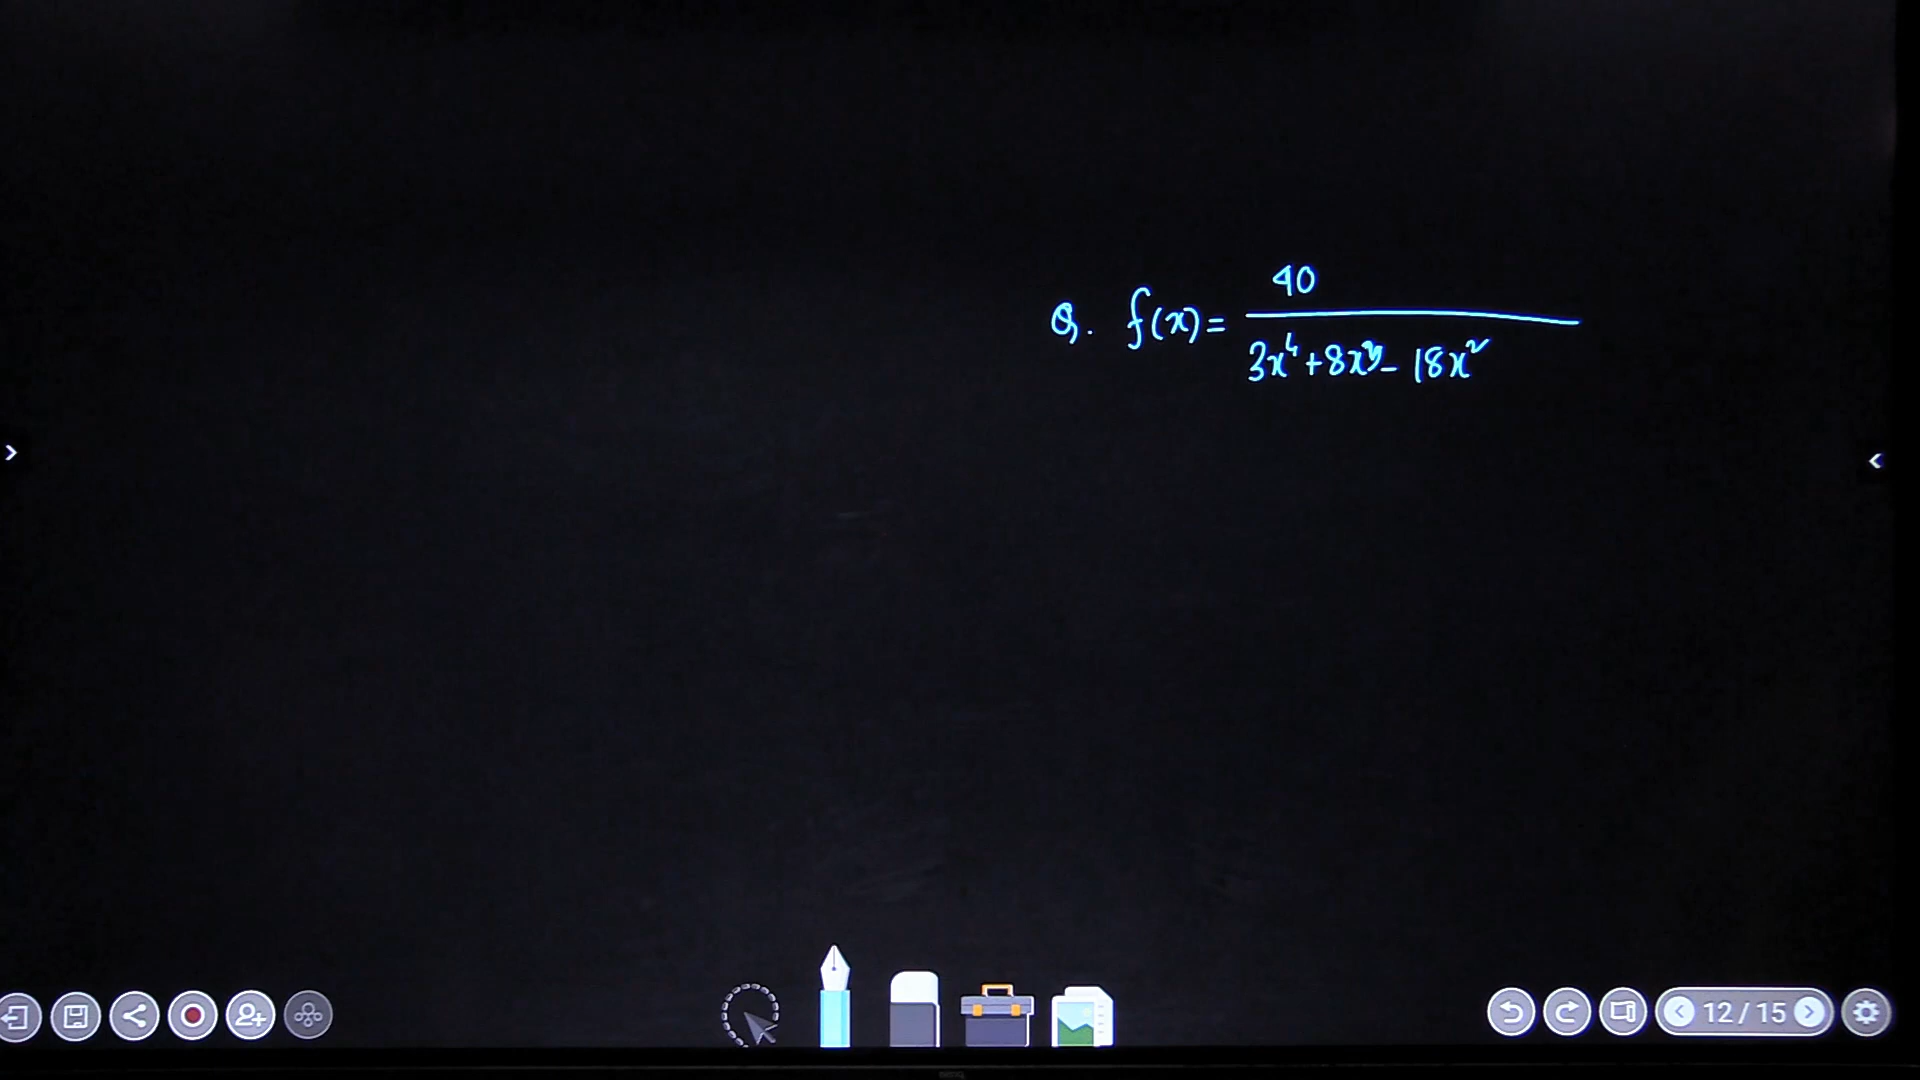 Q. f(x) = 40 / (3x⁴ + 8x³ - 18x²)
12 / 15